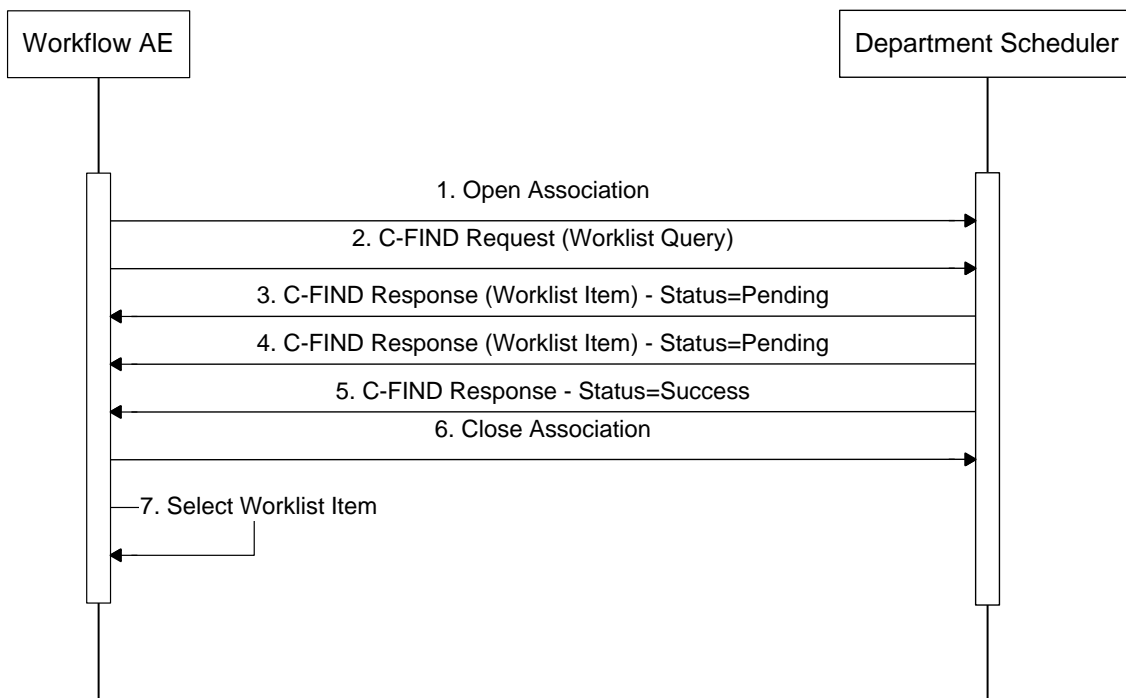 Workflow AE
Department Scheduler
1. Open Association
2. C-FIND Request (Worklist Query)
3. C-FIND Response (Worklist Item) - Status=Pending
4. C-FIND Response (Worklist Item) - Status=Pending
5. C-FIND Response - Status=Success
6. Close Association
7. Select Worklist Item